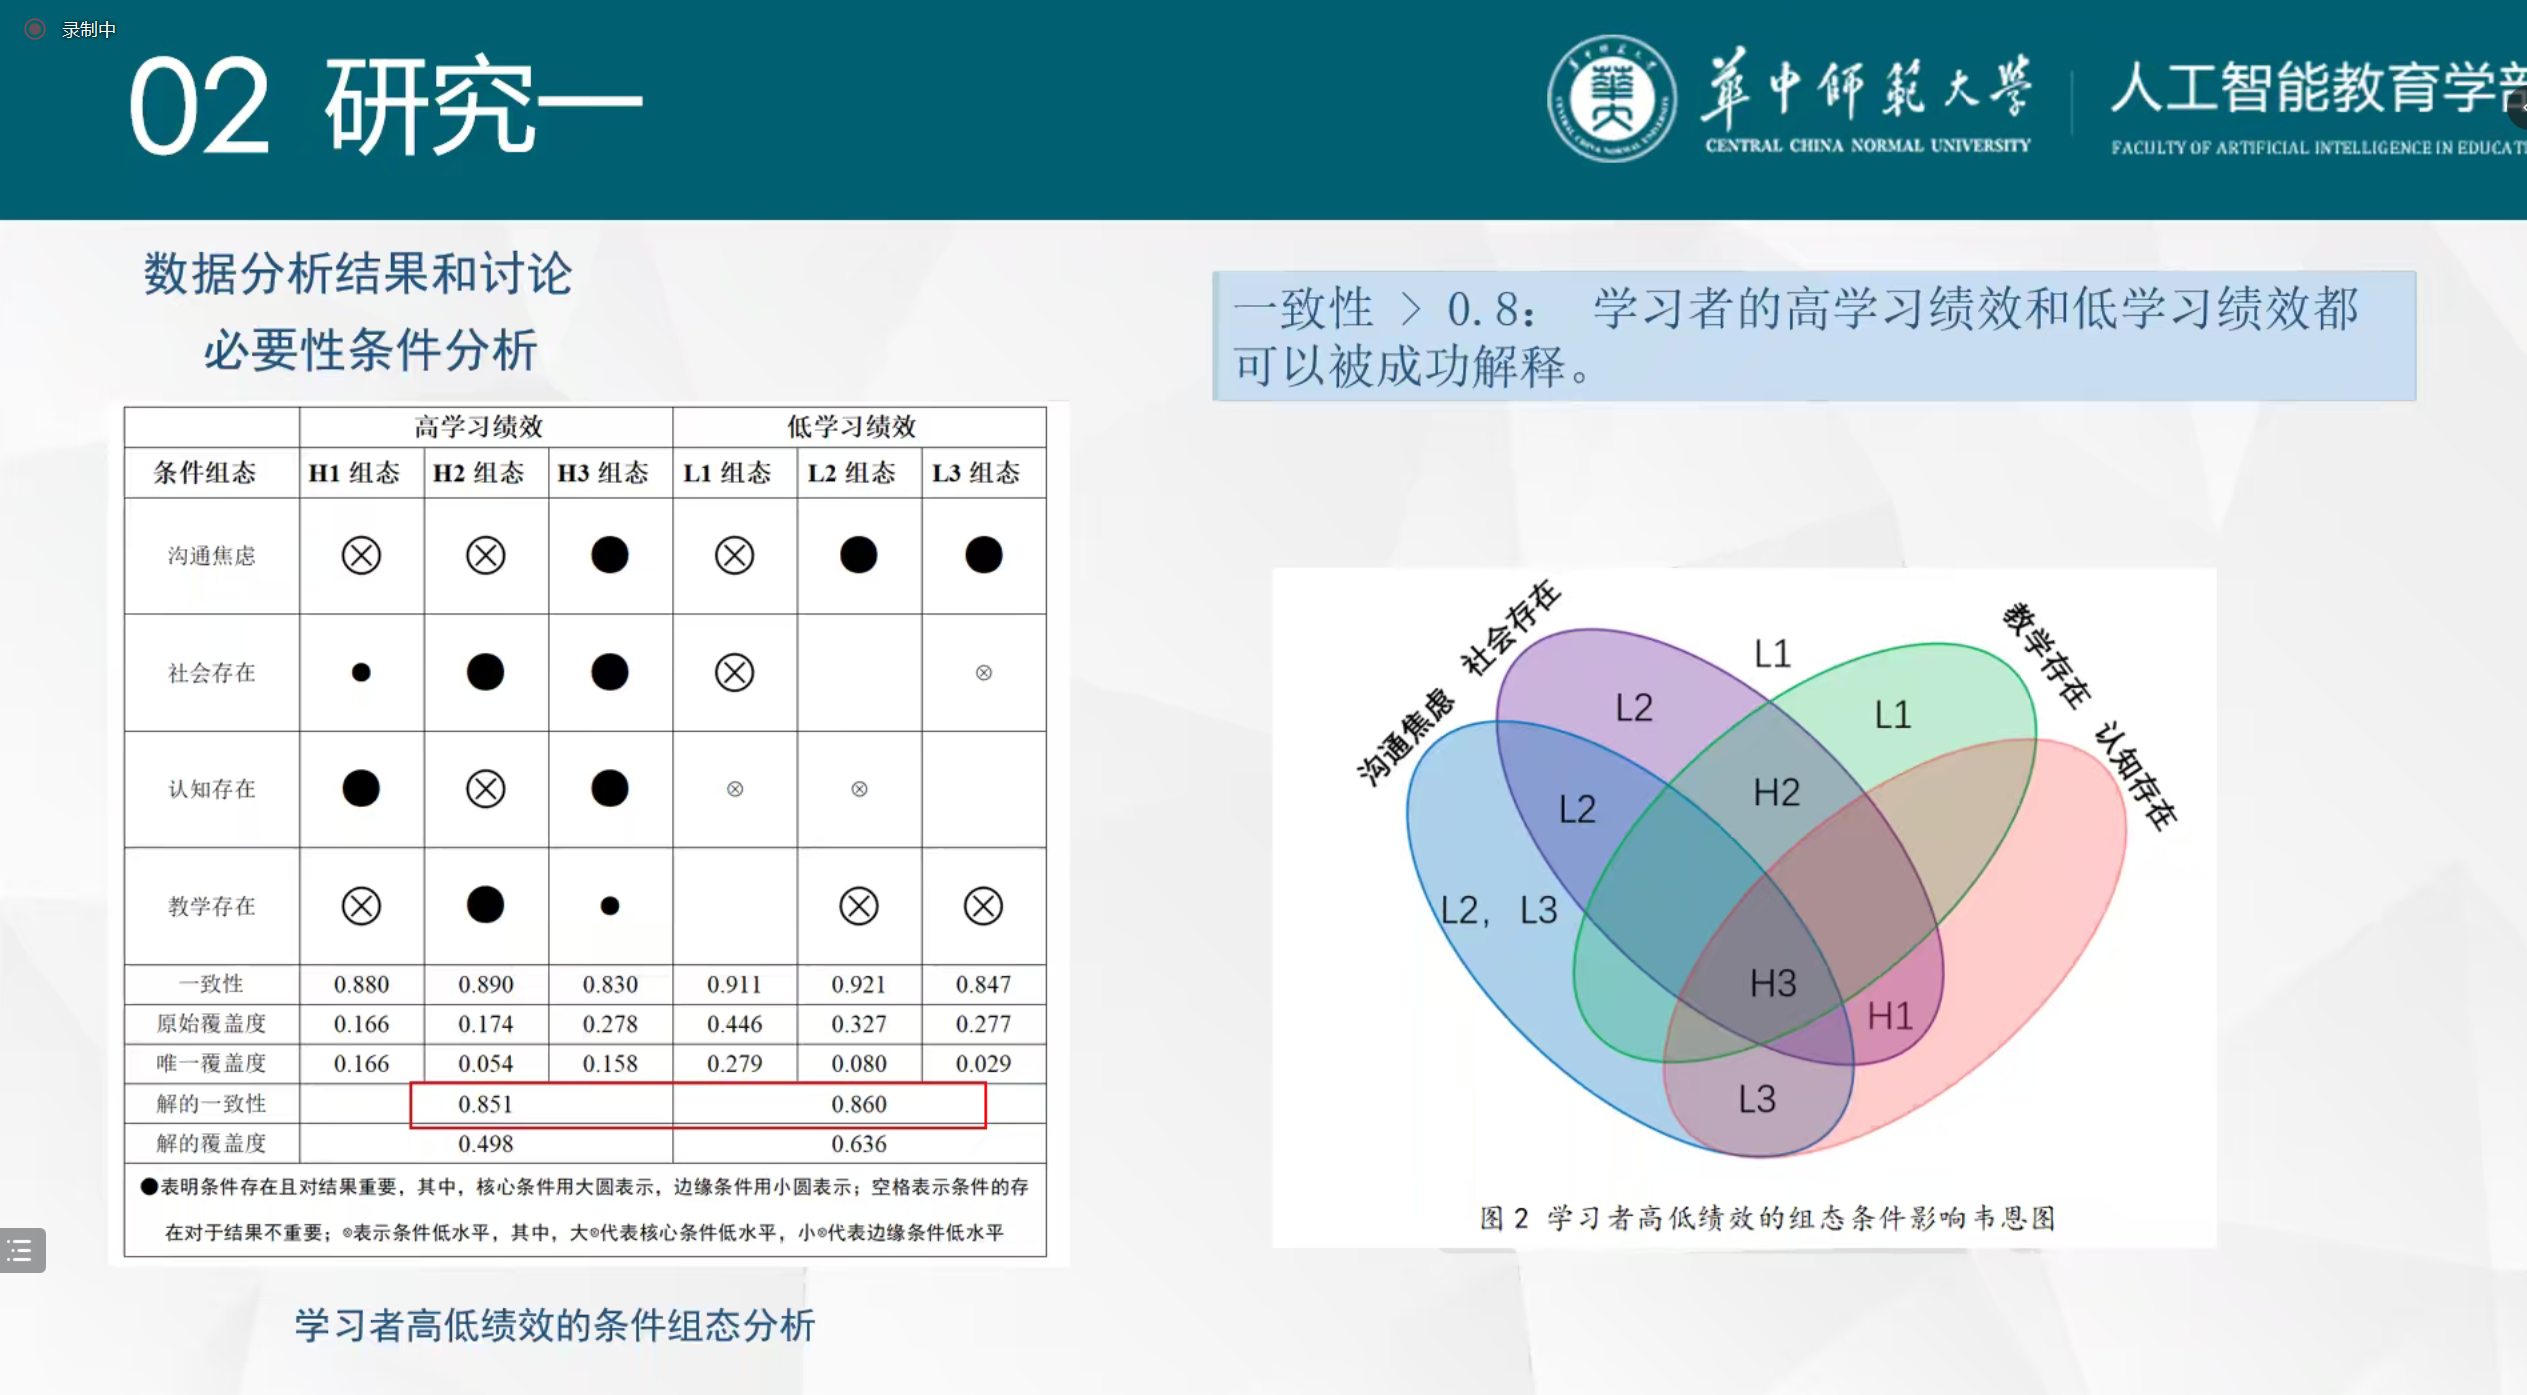 录制中
02 研究一
華中師範大學
CENTRAL CHINA NORMAL UNIVERSITY
人工智能教育学部
FACULTY OF ARTIFICIAL INTELLIGENCE IN EDUCATI
数据分析结果和讨论
必要性条件分析
一致性 > 0.8： 学习者的高学习绩效和低学习绩效都
可以被成功解释。
高学习绩效 低学习绩效
条件组态 H1 组态 H2 组态 H3 组态 L1 组态 L2 组态 L3 组态
沟通焦虑 ⊗ ⊗ ● ⊗ ● ●
社会存在 ● ● ● ⊗ ⊗
认知存在 ● ⊗ ● ⊗ ⊗
教学存在 ⊗ ● ● ⊗ ⊗
一致性 0.880 0.890 0.830 0.911 0.921 0.847
原始覆盖度 0.166 0.174 0.278 0.446 0.327 0.277
唯一覆盖度 0.166 0.054 0.158 0.279 0.080 0.029
解的一致性 0.851 0.860
解的覆盖度 0.498 0.636
●表明条件存在且对结果重要，其中，核心条件用大圆表示，边缘条件用小圆表示；空格表示条件的存
在对于结果不重要；⊗表示条件低水平，其中，大⊗代表核心条件低水平，小⊗代表边缘条件低水平
学习者高低绩效的条件组态分析
沟通焦虑
社会存在
教学存在
认知存在
L1
L2
L1
H2
L2
L2， L3
H3
H1
L3
图 2 学习者高低绩效的组态条件影响韦恩图